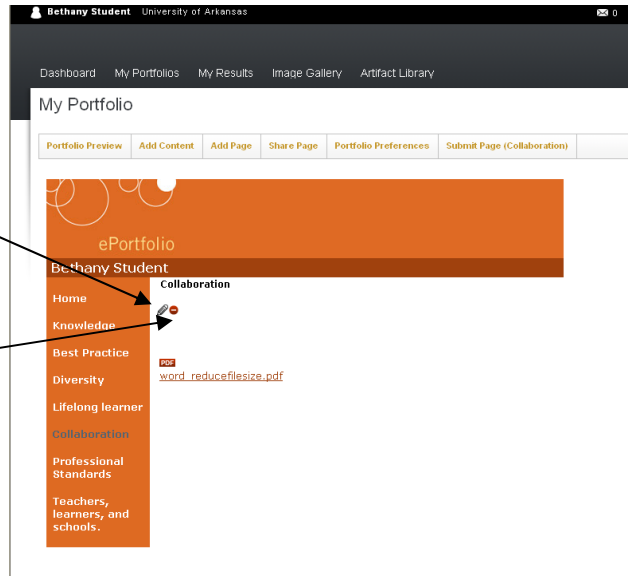 Bethany Student University of Arkansas 0
Dashboard My Portfolios My Results Image Gallery Artifact Library
My Portfolio
Portfolio Preview Add Content Add Page Share Page Portfolio Preferences Submit Page (Collaboration)
ePortfolio
Bethany Student
Collaboration
Home
Knowledge
Best Practice
Diversity
Lifelong learner
Collaboration
Professional
Standards
Teachers,
learners, and
schools.
PDF
word_reducefilesize.pdf